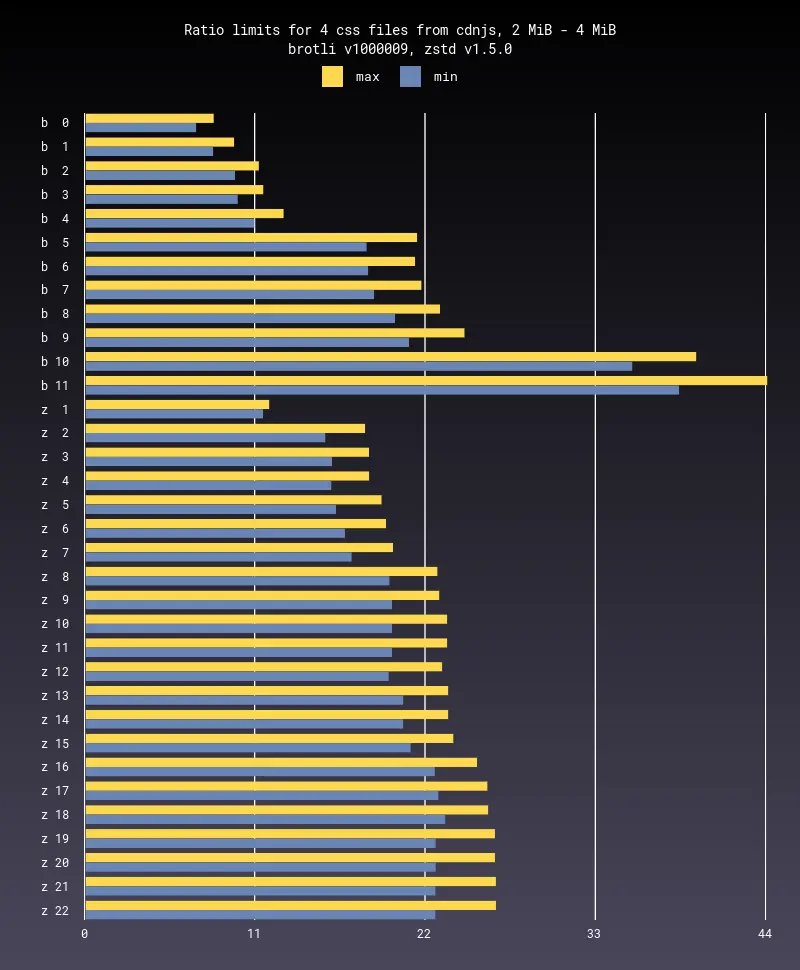 Ratio limits for 4 css files from cdnjs, 2 MiB - 4 MiB
brotli v1000009, zstd v1.5.0
max min
b 0
b 1
b 2
b 3
b 4
b 5
b 6
b 7
b 8
b 9
b 10
b 11
z 1
z 2
z 3
z 4
z 5
z 6
z 7
z 8
z 9
z 10
z 11
z 12
z 13
z 14
z 15
z 16
z 17
z 18
z 19
z 20
z 21
z 22
0 11 22 33 44